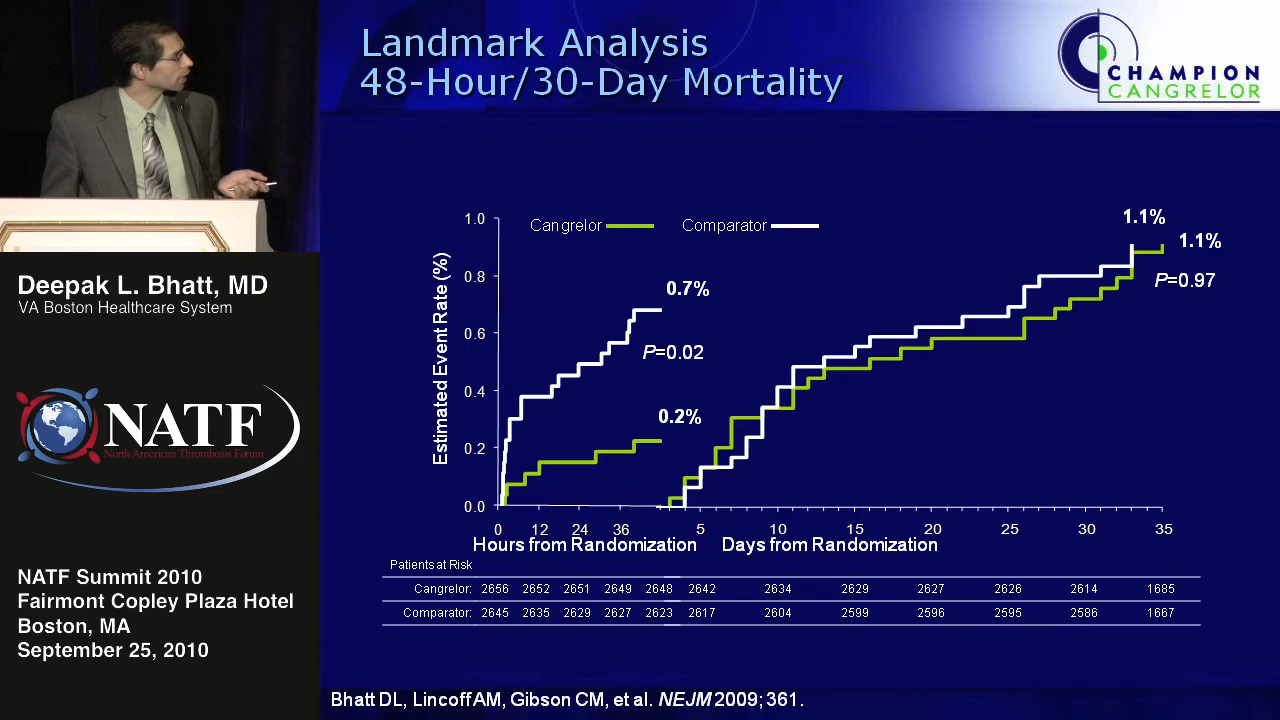 Landmark Analysis
48-Hour/30-Day Mortality
CHAMPION
CANGRELOR
Deepak L. Bhatt, MD
VA Boston Healthcare System
NATF
North American Thrombosis Forum
NATF Summit 2010
Fairmont Copley Plaza Hotel
Boston, MA
September 25, 2010
Cangrelor
Comparator
Estimated Event Rate (%)
1.0
0.8
0.6
0.4
0.2
0.0
0.7%
P=0.02
0.2%
1.1%
1.1%
P=0.97
0 12 24 36 5 10 15 20 25 30 35
Hours from Randomization Days from Randomization
Patients at Risk
Cangrelor: 2656 2652 2651 2649 2648 2642 2634 2629 2627 2626 2614 1685
Comparator: 2645 2635 2629 2627 2623 2617 2604 2599 2596 2595 2586 1667
Bhatt DL, Lincoff AM, Gibson CM, et al. NEJM 2009; 361.